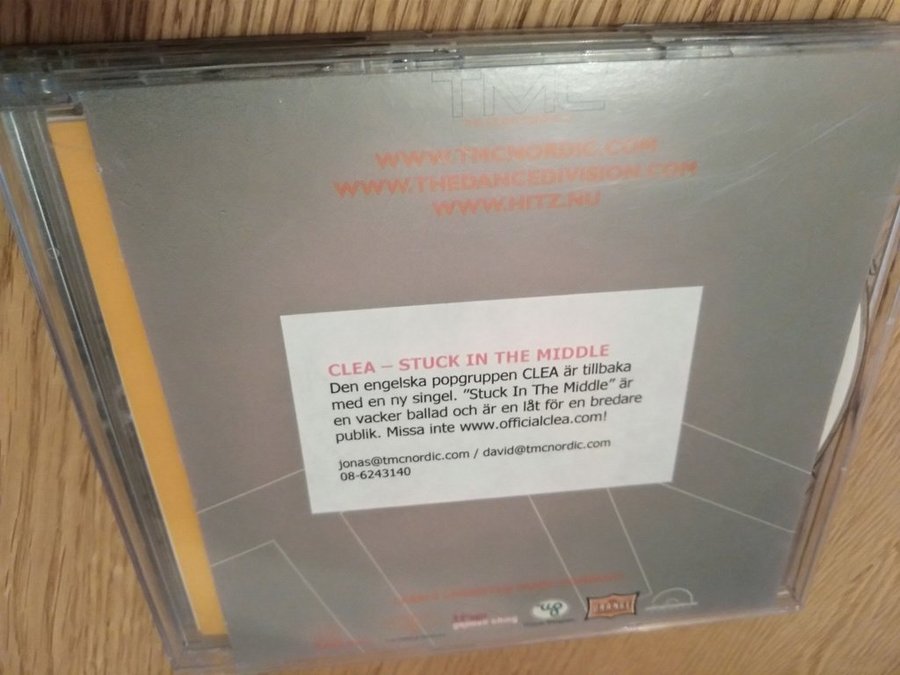 TMC
WWW.TMCNORDIC.COM
WWW.THEDANCEDIVISION.COM
WWW.HITZ.NU
CLEA – STUCK IN THE MIDDLE
Den engelska popgruppen CLEA är tillbaka
med en ny singel. ”Stuck In The Middle” är
en vacker ballad och är en låt för en bredare
publik. Missa inte www.officialclea.com!
jonas@tmcnordic.com / david@tmcnordic.com
08-6243140